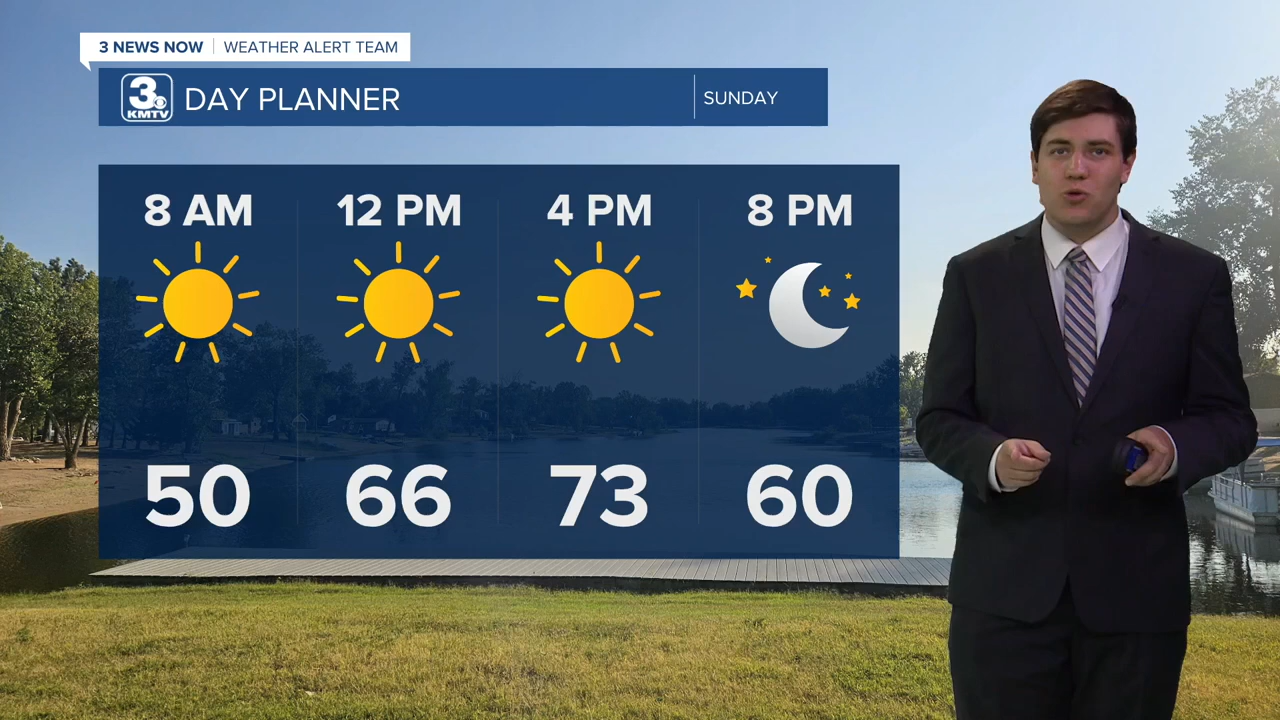 3 NEWS NOW | WEATHER ALERT TEAM
3 KMTV DAY PLANNER | SUNDAY
8 AM 12 PM 4 PM 8 PM
50 66 73 60